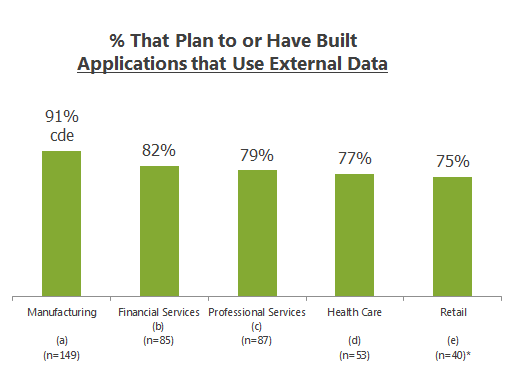 % That Plan to or Have Built
Applications that Use External Data
91%
cde
82%
79%
77%
75%
Manufacturing
(a)
(n=149)
Financial Services
(b)
(n=85)
Professional Services
(c)
(n=87)
Health Care
(d)
(n=53)
Retail
(e)
(n=40)*